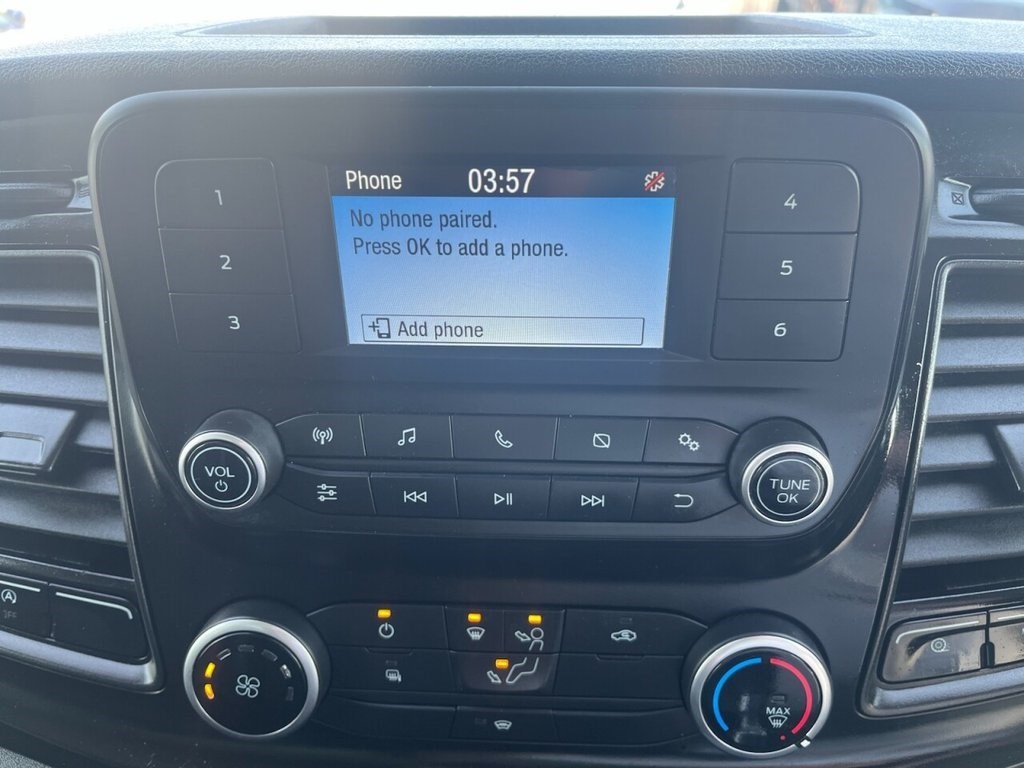 Phone 03:57
1
No phone paired.
4
Press OK to add a phone.
2
5
3
Add phone
6
VOL
TUNE
OK
A
OFF
MAX